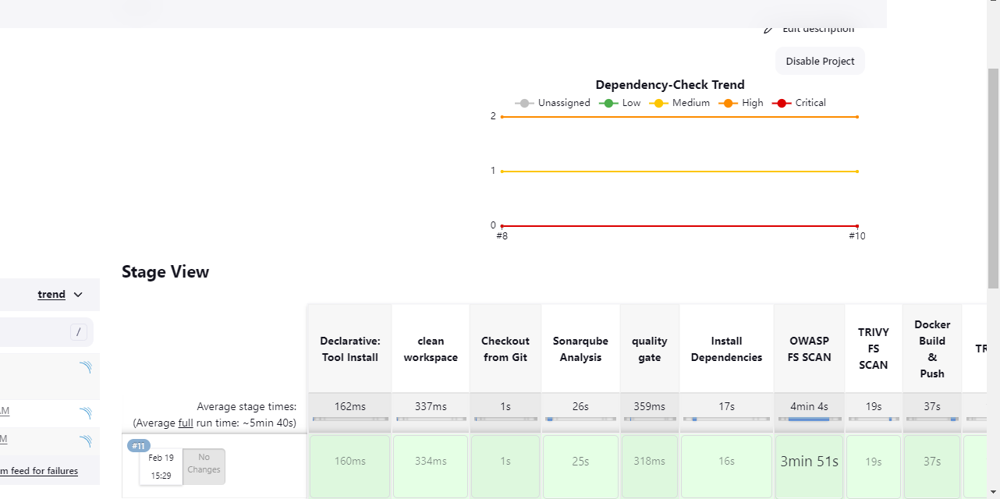 Edit description
Disable Project
Dependency-Check Trend
Unassigned Low Medium High Critical
2
1
0
#8 #10
Stage View
trend
/
AM
M
m feed for failures
Declarative: Tool Install
clean workspace
Checkout from Git
Sonarqube Analysis
quality gate
Install Dependencies
OWASP FS SCAN
TRIVY FS SCAN
Docker Build & Push
TR
Average stage times:
(Average full run time: ~5min 40s)
162ms 337ms 1s 26s 359ms 17s 4min 4s 19s 37s
#11
Feb 19
15:29
No Changes
160ms 334ms 1s 25s 318ms 16s 3min 51s 19s 37s